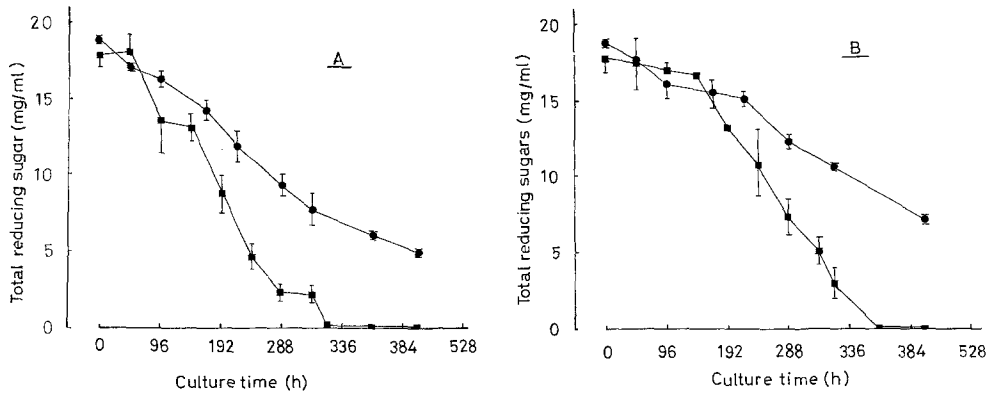 A
Total reducing sugar (mg/ml)
20
15
10
5
0
0 96 192 288 336 384 528
Culture time (h)
B
Total reducing sugars (mg/ml)
20
15
10
5
0
0 96 192 288 336 384 528
Culture time (h)